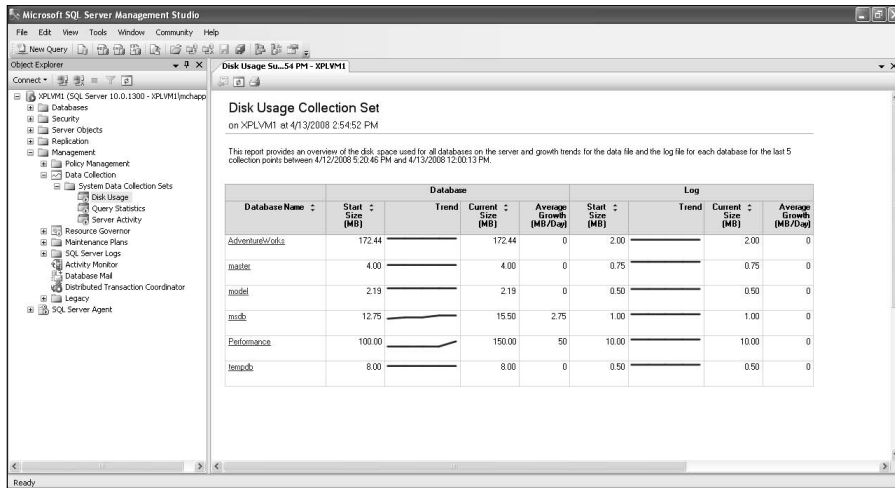 Microsoft SQL Server Management Studio
File Edit View Tools Window Community Help
New Query
Object Explorer
Connect
XPLVM1 (SQL Server 10.0.1300 - XPLVM1\mchapp
Databases
Security
Server Objects
Replication
Management
Policy Management
Data Collection
System Data Collection Sets
Disk Usage
Query Statistics
Server Activity
Resource Governor
Maintenance Plans
SQL Server Logs
Activity Monitor
Database Mail
Distributed Transaction Coordinator
Legacy
SQL Server Agent
Disk Usage Su...54 PM - XPLVM1
Disk Usage Collection Set
on XPLVM1 at 4/13/2008 2:54:52 PM
This report provides an overview of the disk space used for all databases on the server and growth trends for the data file and the log file for each database for the last 5
collection points between 4/12/2008 5:20:46 PM and 4/13/2008 12:00:13 PM.
Database Log
Database Name Start Size (MB) Trend Current Size (MB) Average Growth (MB/Day) Start Size (MB) Trend Current Size (MB) Average Growth (MB/Day)
AdventureWorks 172.44 172.44 0 2.00 2.00 0
master 4.00 4.00 0 0.75 0.75 0
model 2.19 2.19 0 0.50 0.50 0
msdb 12.75 15.50 2.75 1.00 1.00 0
Performance 100.00 150.00 50 10.00 10.00 0
tempdb 8.00 8.00 0 0.50 0.50 0
Ready